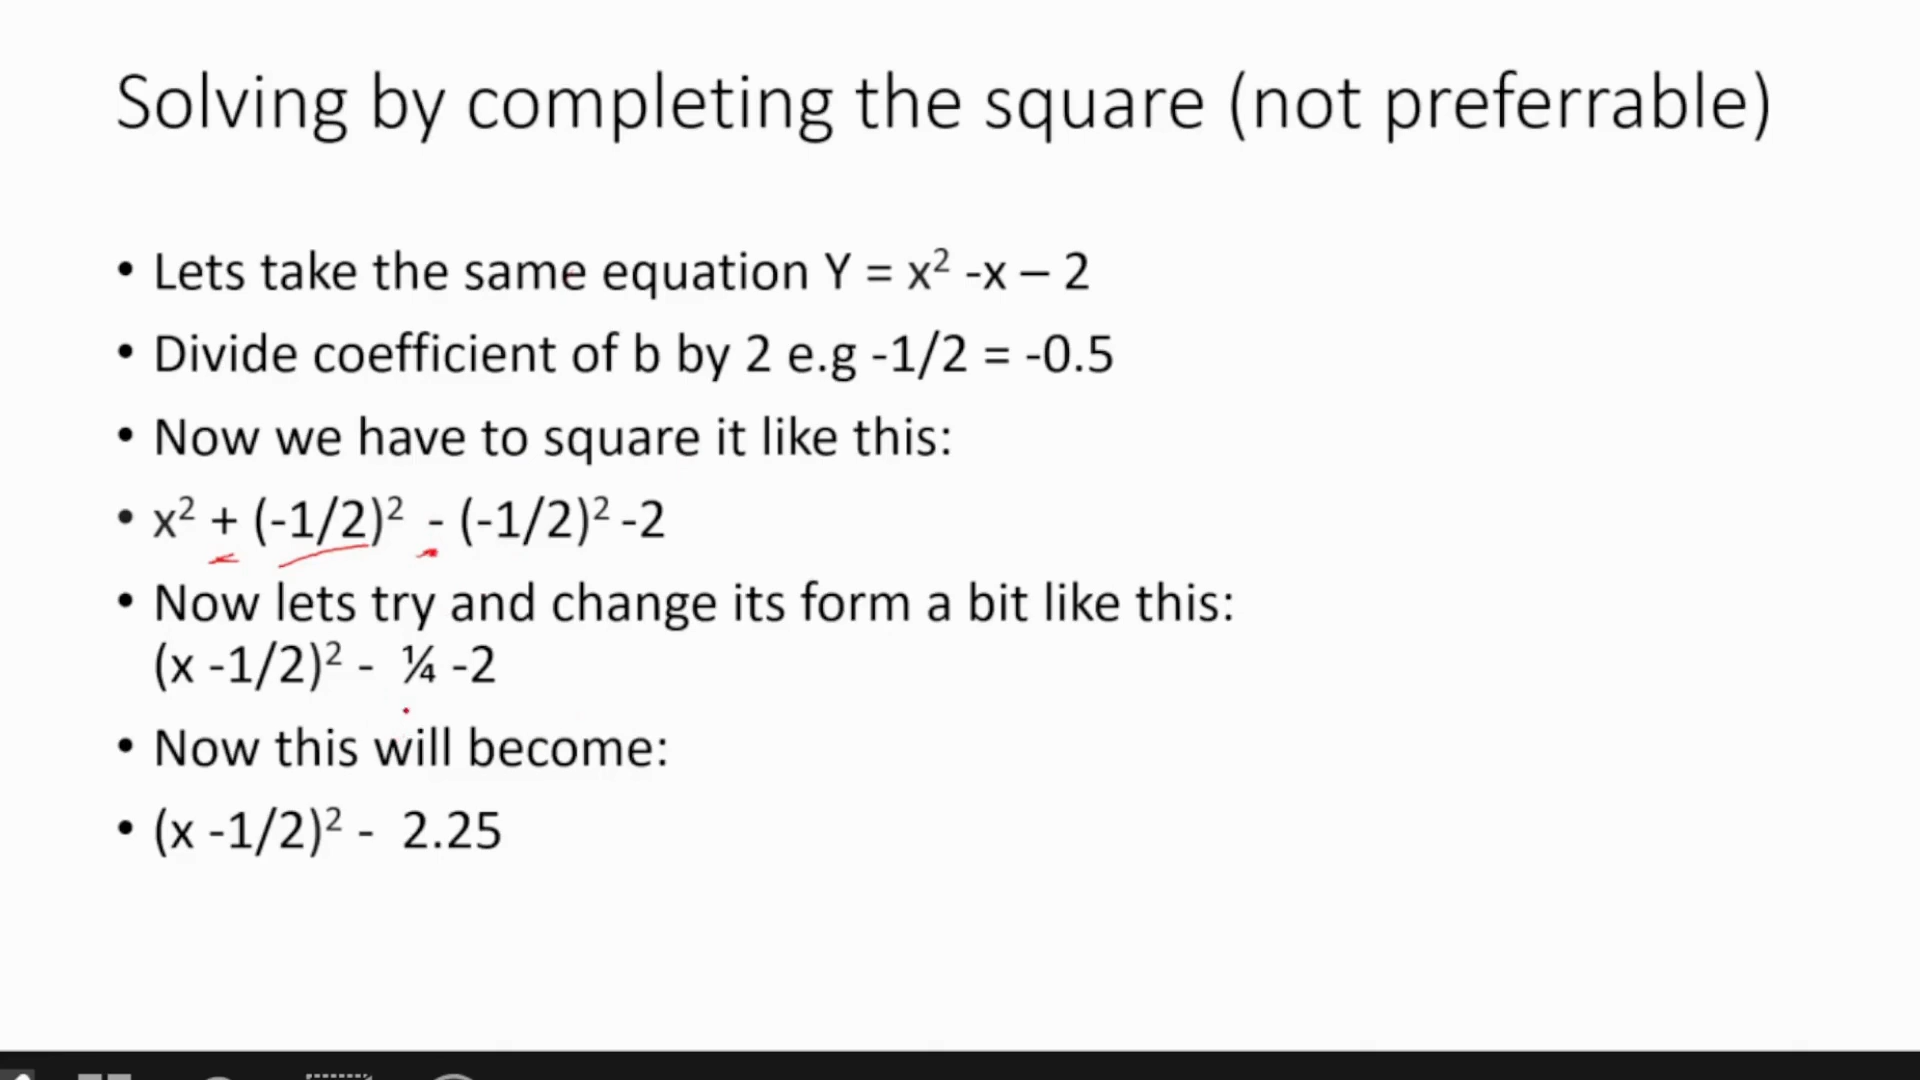 Solving by completing the square (not preferrable)
• Lets take the same equation Y = x² -x – 2
• Divide coefficient of b by 2 e.g -1/2 = -0.5
• Now we have to square it like this:
• x² + (-1/2)² - (-1/2)² -2
• Now lets try and change its form a bit like this:
(x -1/2)² - ¼ -2
• Now this will become:
• (x -1/2)² - 2.25